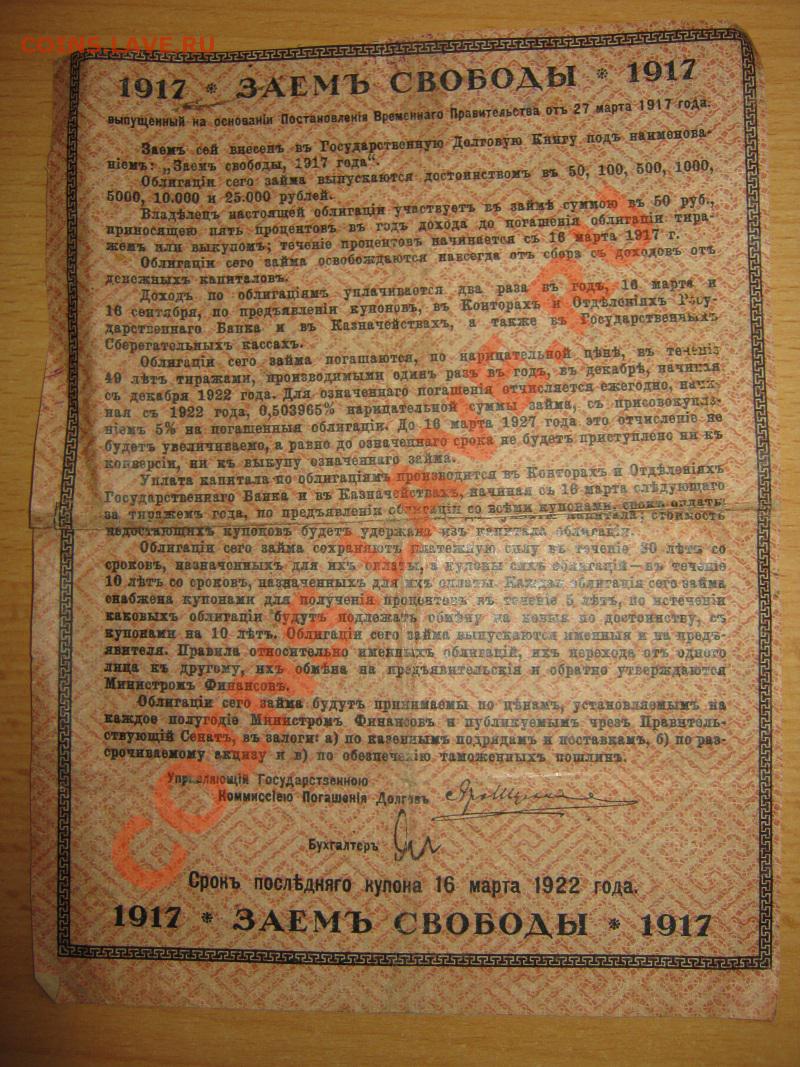 COINS.LAVE.RU
1917 * ЗАЕМЪ СВОБОДЫ * 1917
выпущенный на основаніи Постановленія Временнаго Правительства отъ 27 марта 1917 года.
Заемъ сей внесенъ въ Государственную Долговую Книгу подъ наименова-
ніемъ: „Заемъ свободы, 1917 года“.
Облигаціи сего займа выпускаются достоинствомъ въ 50, 100, 500, 1000,
5000, 10.000 и 25.000 рублей.
Владѣлецъ настоящей облигаціи участвуетъ въ займѣ суммою въ 50 руб.,
приносящею пять процентовъ въ годъ дохода до погашенія облигаціи тира-
жемъ или выкупомъ; теченіе процентовъ начинается съ 16 марта 1917 г.
Облигаціи сего займа освобождаются навсегда отъ сбора съ доходовъ отъ
денежныхъ капиталовъ.
Доходъ по облигаціямъ уплачивается два раза въ годъ, 16 марта и
16 сентября, по предъявленіи купоновъ, въ Конторахъ и Отдѣленіяхъ Госу-
дарственнаго Банка и въ Казначействахъ, а также въ Государственныхъ
Сберегательныхъ кассахъ.
Облигаціи сего займа погашаются, по нарицательной цѣнѣ, въ теченіе
49 лѣтъ тиражами, производимыми одинъ разъ въ годъ, въ декабрѣ, начиная
съ декабря 1922 года. Для означеннаго погашенія отчисляется ежегодно, начи-
ная съ 1922 года, 0,503965% нарицательной суммы займа, съ присовокупле-
ніемъ 5% на погашенныя облигаціи. До 16 марта 1927 года это отчисленіе не
будетъ увеличиваемо, а равно до означеннаго срока не будетъ приступлено ни къ
конверсіи, ни къ выкупу означеннаго займа.
Уплата капитала по облигаціямъ производится въ Конторахъ и Отдѣленіяхъ
Государственнаго Банка и въ Казначействахъ, начиная съ 16 марта слѣдующаго
за тиражемъ года, по предъявленіи облигаціи со всѣми купонами, срокъ оплаты
капитала; стоимость
недостающихъ купоновъ будетъ удержана изъ капитала облигаціи.
Облигаціи сего займа сохраняютъ платежную силу въ теченіе 30 лѣтъ со
сроковъ, назначенныхъ для ихъ оплаты, а купоны сихъ облигацій—въ теченіе
10 лѣтъ со сроковъ, назначенныхъ для ихъ оплаты. Каждая облигація сего займа
снабжена купонами для полученія процентовъ въ теченіе 5 лѣтъ, по истеченіи
каковыхъ облигаціи будутъ подлежать обмѣну на новыя по достоинству, съ
купонами на 10 лѣтъ. Облигаціи сего займа выпускаются именныя и на предъ-
явителя. Правила относительно именныхъ облигацій, ихъ перехода отъ одного
лица къ другому, ихъ обмѣна на предъявительскія и обратно утверждаются
Министромъ Финансовъ.
Облигаціи сего займа будутъ принимаемы по цѣнамъ, установляемымъ на
каждое полугодіе Министромъ Финансовъ и публикуемымъ чрезъ Правитель-
ствующій Сенатъ, въ залоги: а) по казеннымъ подрядамъ и поставкамъ, б) по раз-
срочиваемому акцизу и в) по обезпеченію таможенныхъ пошлинъ.
Управляющій Государственною
Коммиссіею Погашенія Долговъ
Бухгалтеръ
Срокъ послѣдняго купона 16 марта 1922 года.
1917 * ЗАЕМЪ СВОБОДЫ * 1917